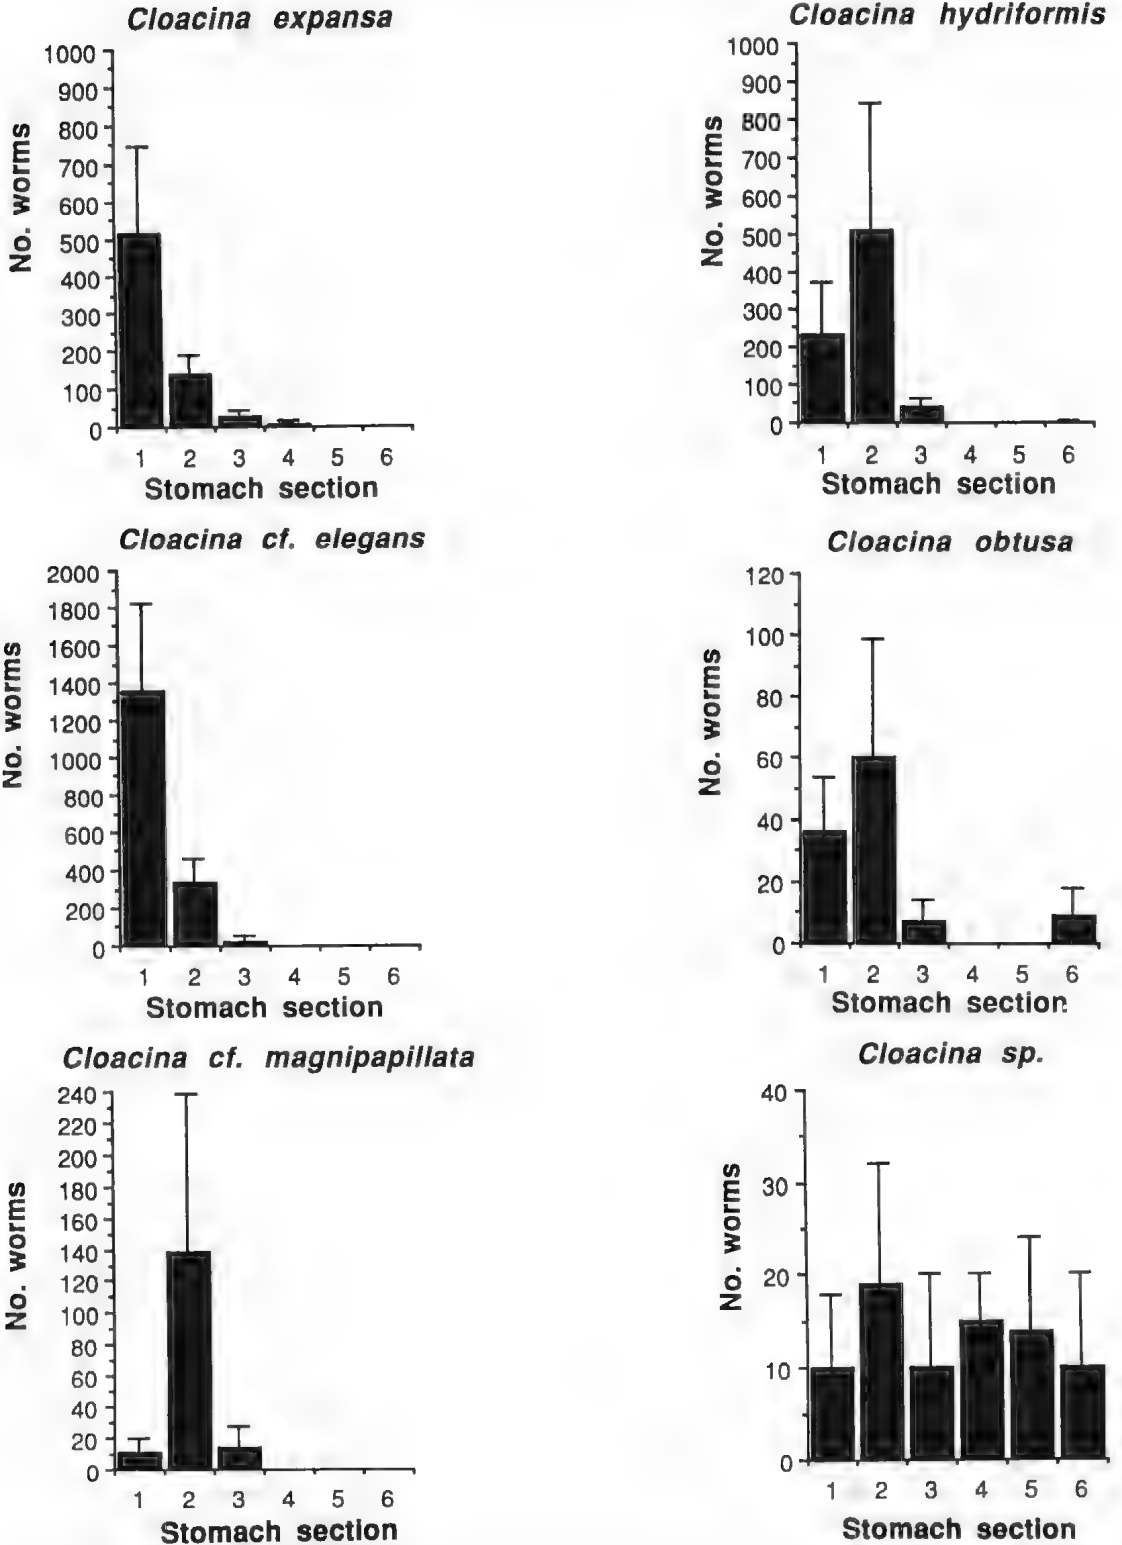 Cloacina expansa
No. worms
1000
900
800
700
600
500
400
300
200
100
0
1 2 3 4 5 6
Stomach section
Cloacina hydriformis
No. worms
1000
900
800
700
600
500
400
300
200
100
0
1 2 3 4 5 6
Stomach section
Cloacina cf. elegans
No. worms
2000
1800
1600
1400
1200
1000
800
600
400
200
0
1 2 3 4 5 6
Stomach section
Cloacina obtusa
No. worms
120
100
80
60
40
20
0
1 2 3 4 5 6
Stomach section
Cloacina cf. magnipapillata
No. worms
240
220
200
180
160
140
120
100
80
60
40
20
0
1 2 3 4 5 6
Stomach section
Cloacina sp.
No. worms
40
30
20
10
0
1 2 3 4 5 6
Stomach section